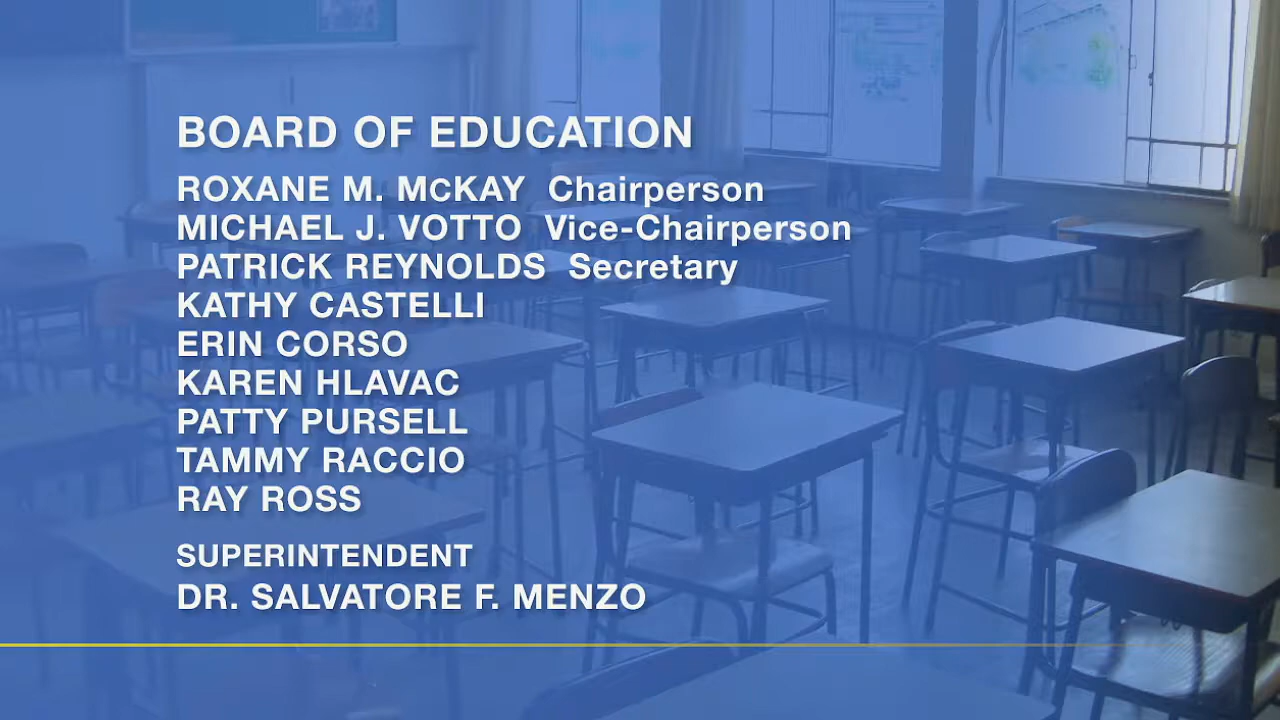 BOARD OF EDUCATION
ROXANE M. McKAY Chairperson
MICHAEL J. VOTTO Vice-Chairperson
PATRICK REYNOLDS Secretary
KATHY CASTELLI
ERIN CORSO
KAREN HLAVAC
PATTY PURSELL
TAMMY RACCIO
RAY ROSS
SUPERINTENDENT
DR. SALVATORE F. MENZO